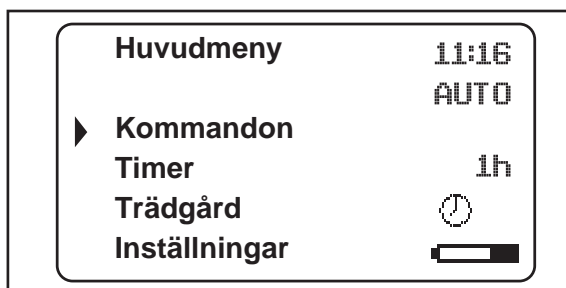 Huvudmeny 11:16
AUTO
Kommandon
Timer 1h
Trädgård
Inställningar